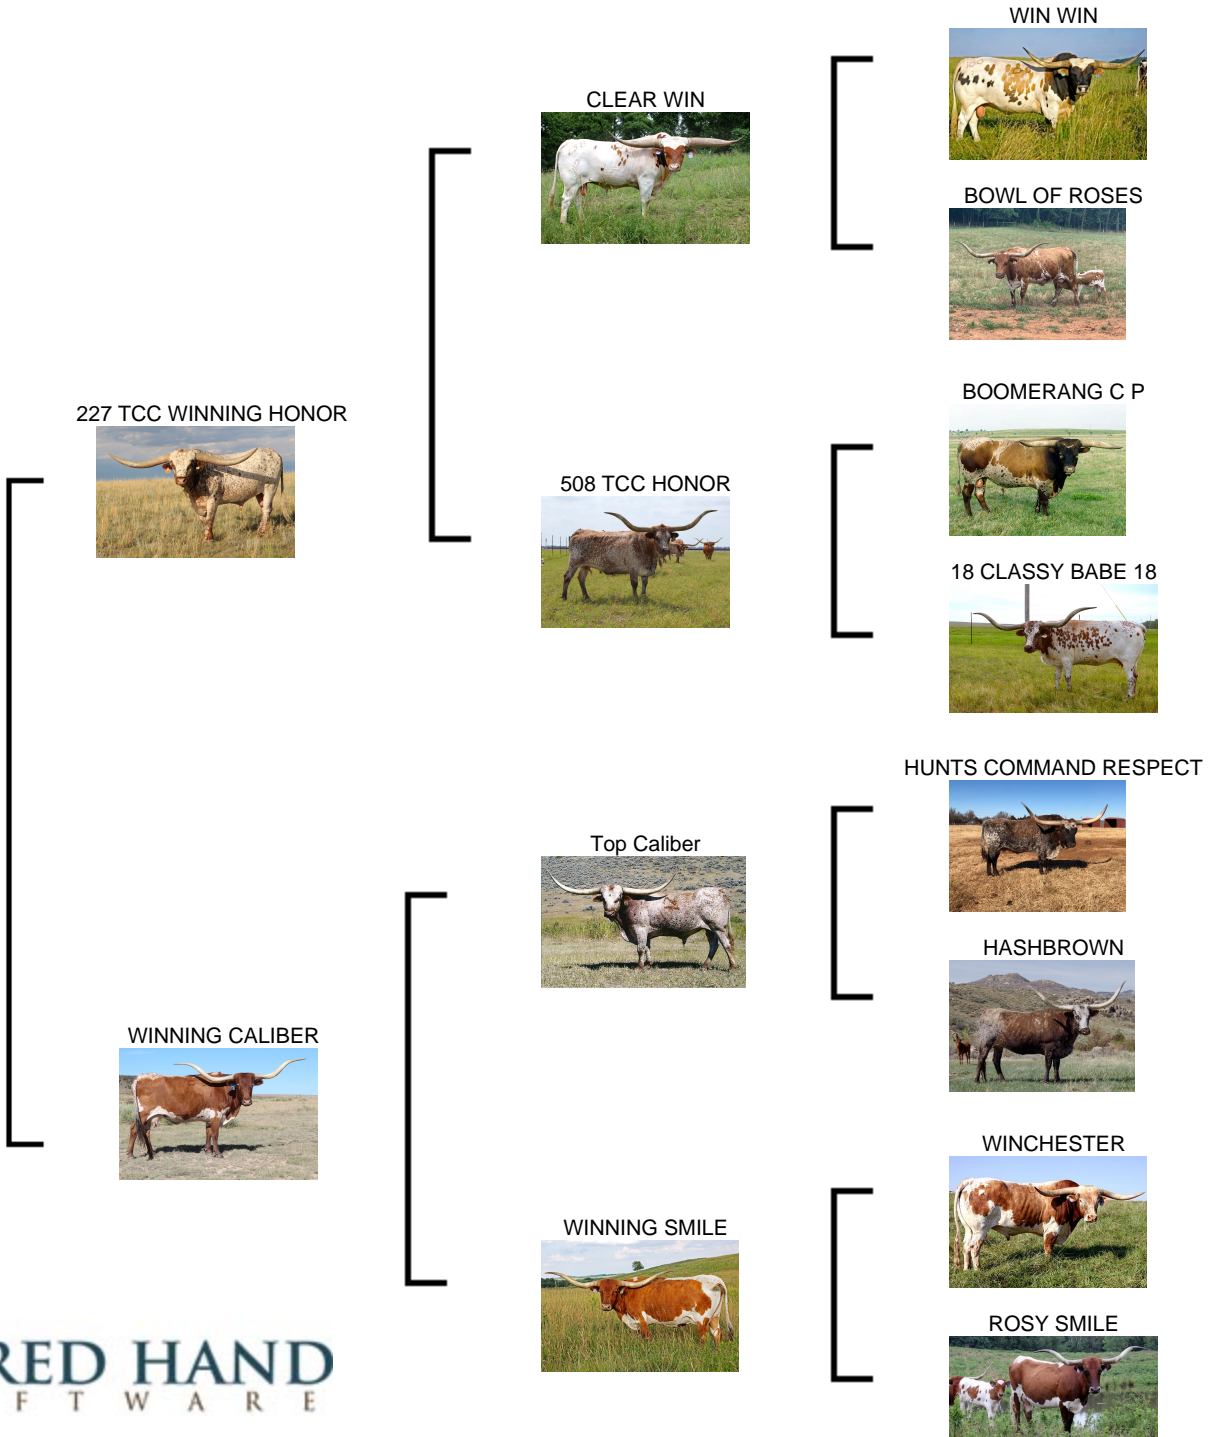 WIN WIN
CLEAR WIN
BOWL OF ROSES
227 TCC WINNING HONOR
BOOMERANG C P
508 TCC HONOR
18 CLASSY BABE 18
HUNTS COMMAND RESPECT
Top Caliber
HASHBROWN
WINNING CALIBER
WINCHESTER
WINNING SMILE
ROSY SMILE
RED HAND
F T W A R E